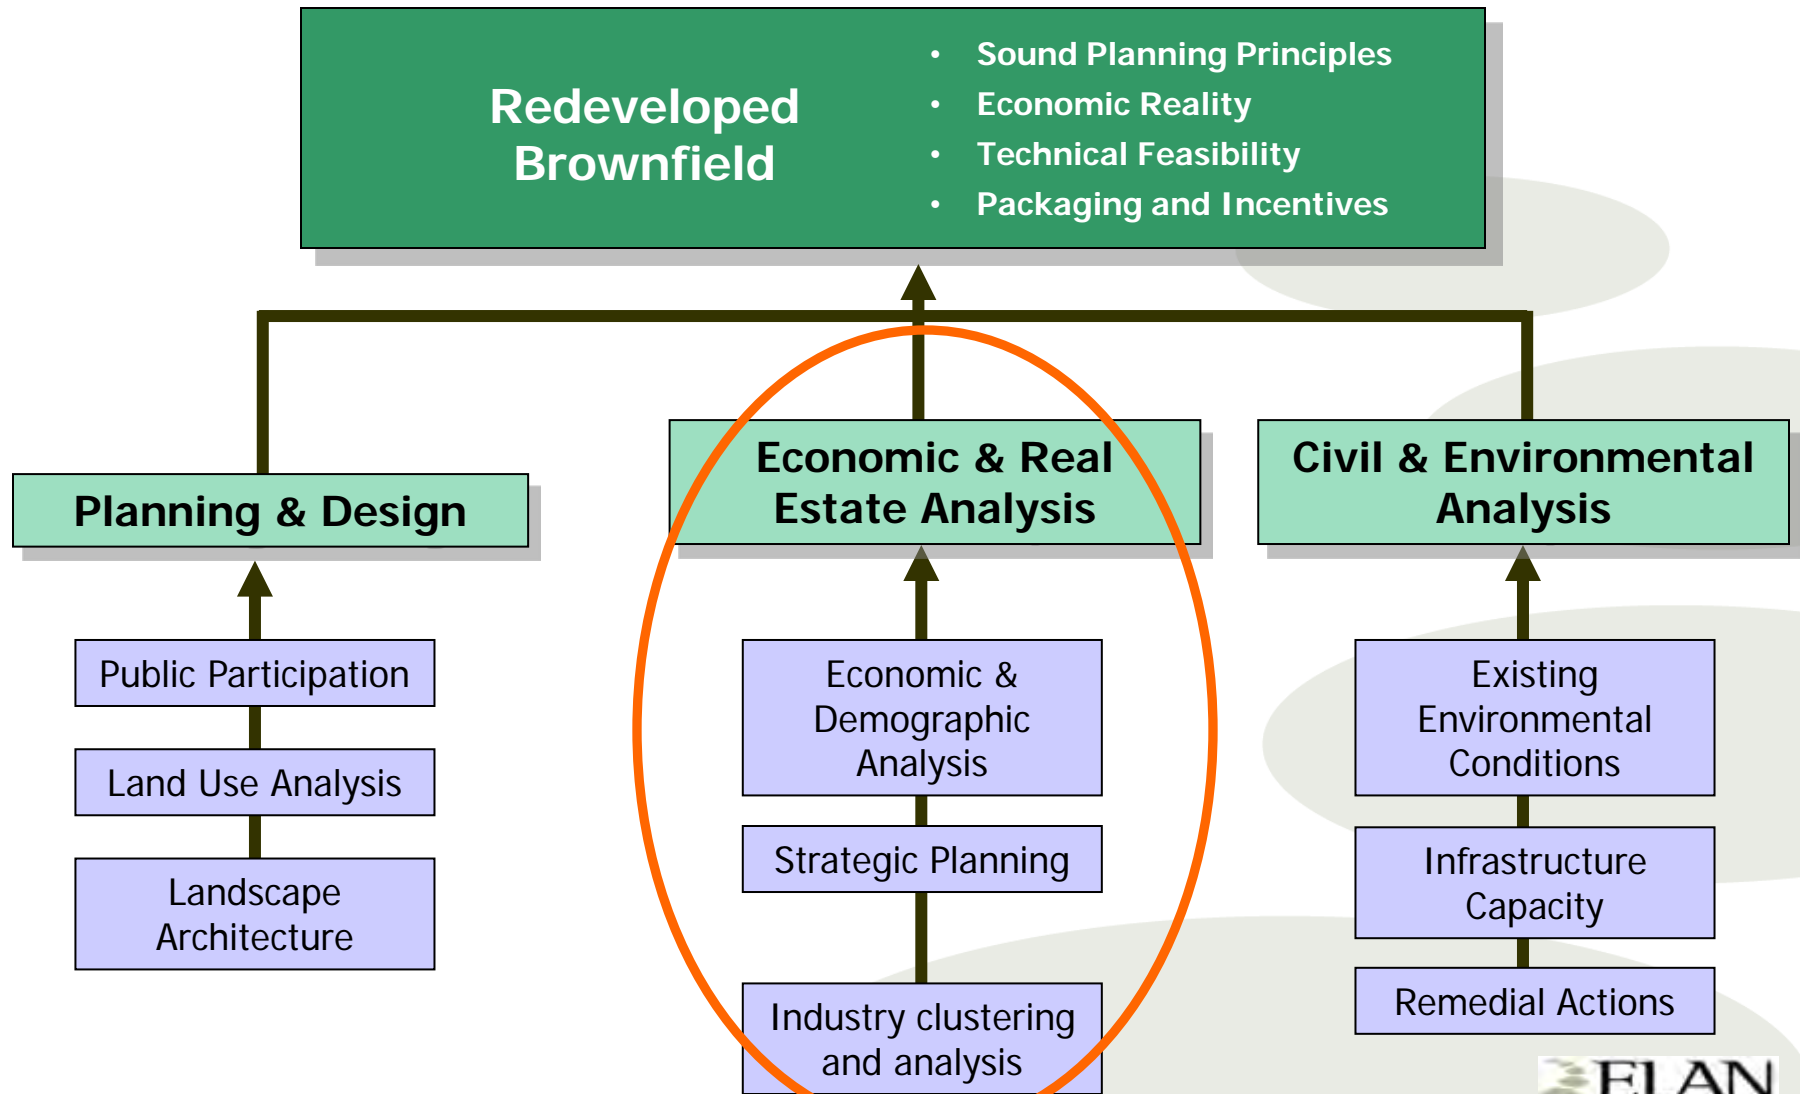 Redeveloped
Brownfield
• Sound Planning Principles
• Economic Reality
• Technical Feasibility
• Packaging and Incentives
Planning & Design
Economic & Real
Estate Analysis
Civil & Environmental
Analysis
Public Participation
Land Use Analysis
Landscape
Architecture
Economic &
Demographic
Analysis
Strategic Planning
Industry clustering
and analysis
Existing
Environmental
Conditions
Infrastructure
Capacity
Remedial Actions
ELAN